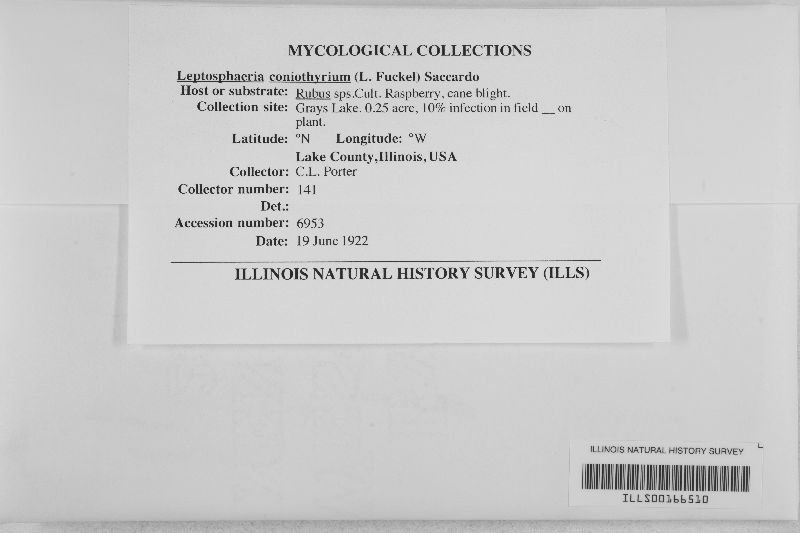 MYCOLOGICAL COLLECTIONS
Leptosphaeria coniothyrium (L. Fuckel) Saccardo
Host or substrate: Rubus sps.Cult. Raspberry, cane blight.
Collection site: Grays Lake. 0.25 acre, 10% infection in field __ on
plant.
Latitude: °N Longitude: °W
Lake County,Illinois, USA
Collector: C.L. Porter
Collector number: 141
Det.:
Accession number: 6953
Date: 19 June 1922
ILLINOIS NATURAL HISTORY SURVEY (ILLS)
ILLINOIS NATURAL HISTORY SURVEY
ILLS00166510